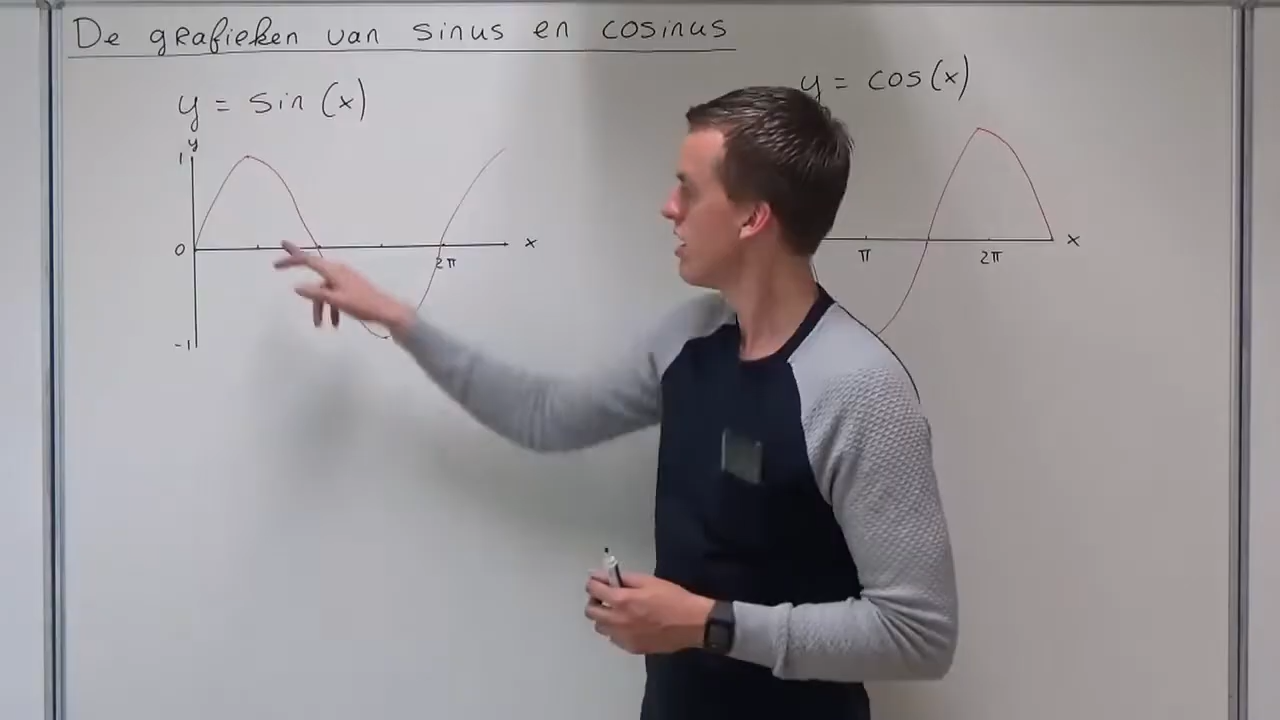 De grafieken van sinus en cosinus
y = sin (x)
y
1
0
-1
2π
x
y = cos(x)
π
2π
x